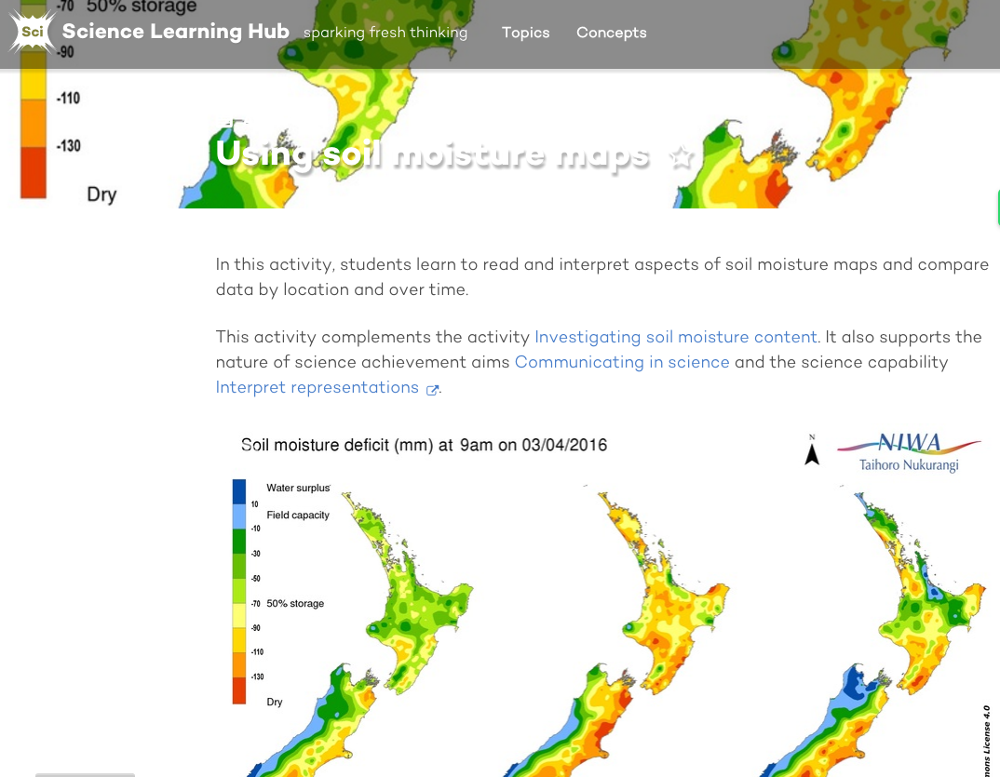 -70 50% storage
Sci Science Learning Hub sparking fresh thinking Topics Concepts
-90
-110
-130
Dry
Using soil moisture maps
In this activity, students learn to read and interpret aspects of soil moisture maps and compare
data by location and over time.
This activity complements the activity Investigating soil moisture content. It also supports the
nature of science achievement aims Communicating in science and the science capability
Interpret representations .
Soil moisture deficit (mm) at 9am on 03/04/2016
N
NIWA
Taihoro Nukurangi
Water surplus
10
Field capacity
-10
-30
-50
-70 50% storage
-90
-110
-130
Dry
License 4.0